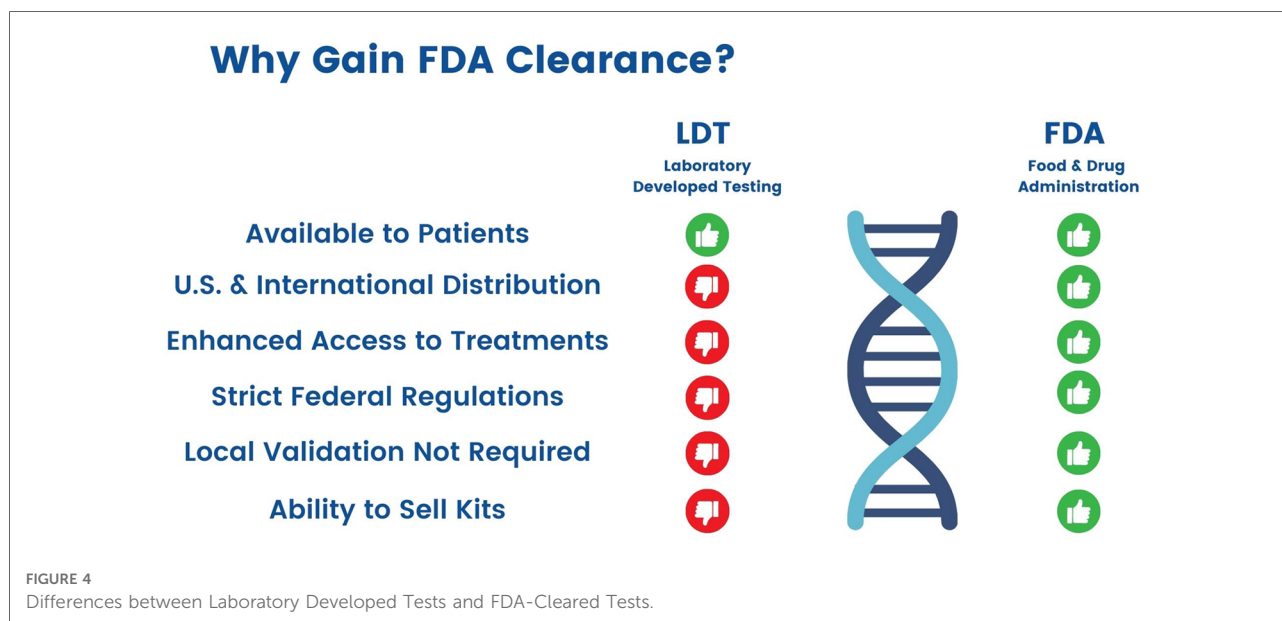 Why Gain FDA Clearance?
LDT
Laboratory
Developed Testing
FDA
Food & Drug
Administration
Available to Patients
U.S. & International Distribution
Enhanced Access to Treatments
Strict Federal Regulations
Local Validation Not Required
Ability to Sell Kits
FIGURE 4
Differences between Laboratory Developed Tests and FDA-Cleared Tests.